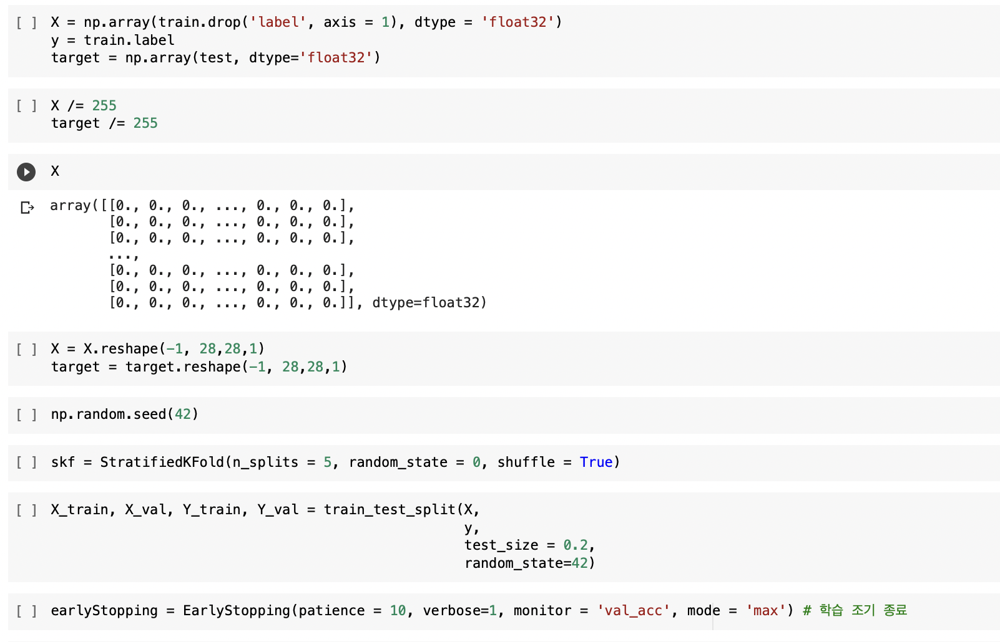 [ ] X = np.array(train.drop('label', axis = 1), dtype = 'float32')
y = train.label
target = np.array(test, dtype='float32')
[ ] X /= 255
target /= 255
X
array([[0., 0., 0., ..., 0., 0., 0.],
[0., 0., 0., ..., 0., 0., 0.],
[0., 0., 0., ..., 0., 0., 0.],
...,
[0., 0., 0., ..., 0., 0., 0.],
[0., 0., 0., ..., 0., 0., 0.],
[0., 0., 0., ..., 0., 0., 0.]], dtype=float32)
[ ] X = X.reshape(-1, 28,28,1)
target = target.reshape(-1, 28,28,1)
[ ] np.random.seed(42)
[ ] skf = StratifiedKFold(n_splits = 5, random_state = 0, shuffle = True)
[ ] X_train, X_val, Y_train, Y_val = train_test_split(X,
y,
test_size = 0.2,
random_state=42)
[ ] earlyStopping = EarlyStopping(patience = 10, verbose=1, monitor = 'val_acc', mode = 'max') # 학습 조기 종료